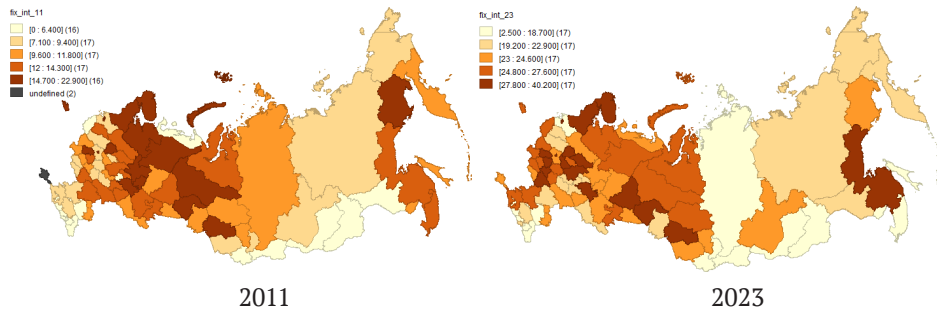 fix_int_11
[0 : 6.400] (16)
[7.100 : 9.400] (17)
[9.600 : 11.800] (17)
[12 : 14.300] (17)
[14.700 : 22.900] (16)
undefined (2)
fix_int_23
[2.500 : 18.700] (17)
[19.200 : 22.900] (17)
[23 : 24.600] (17)
[24.800 : 27.600] (17)
[27.800 : 40.200] (17)
2011
2023